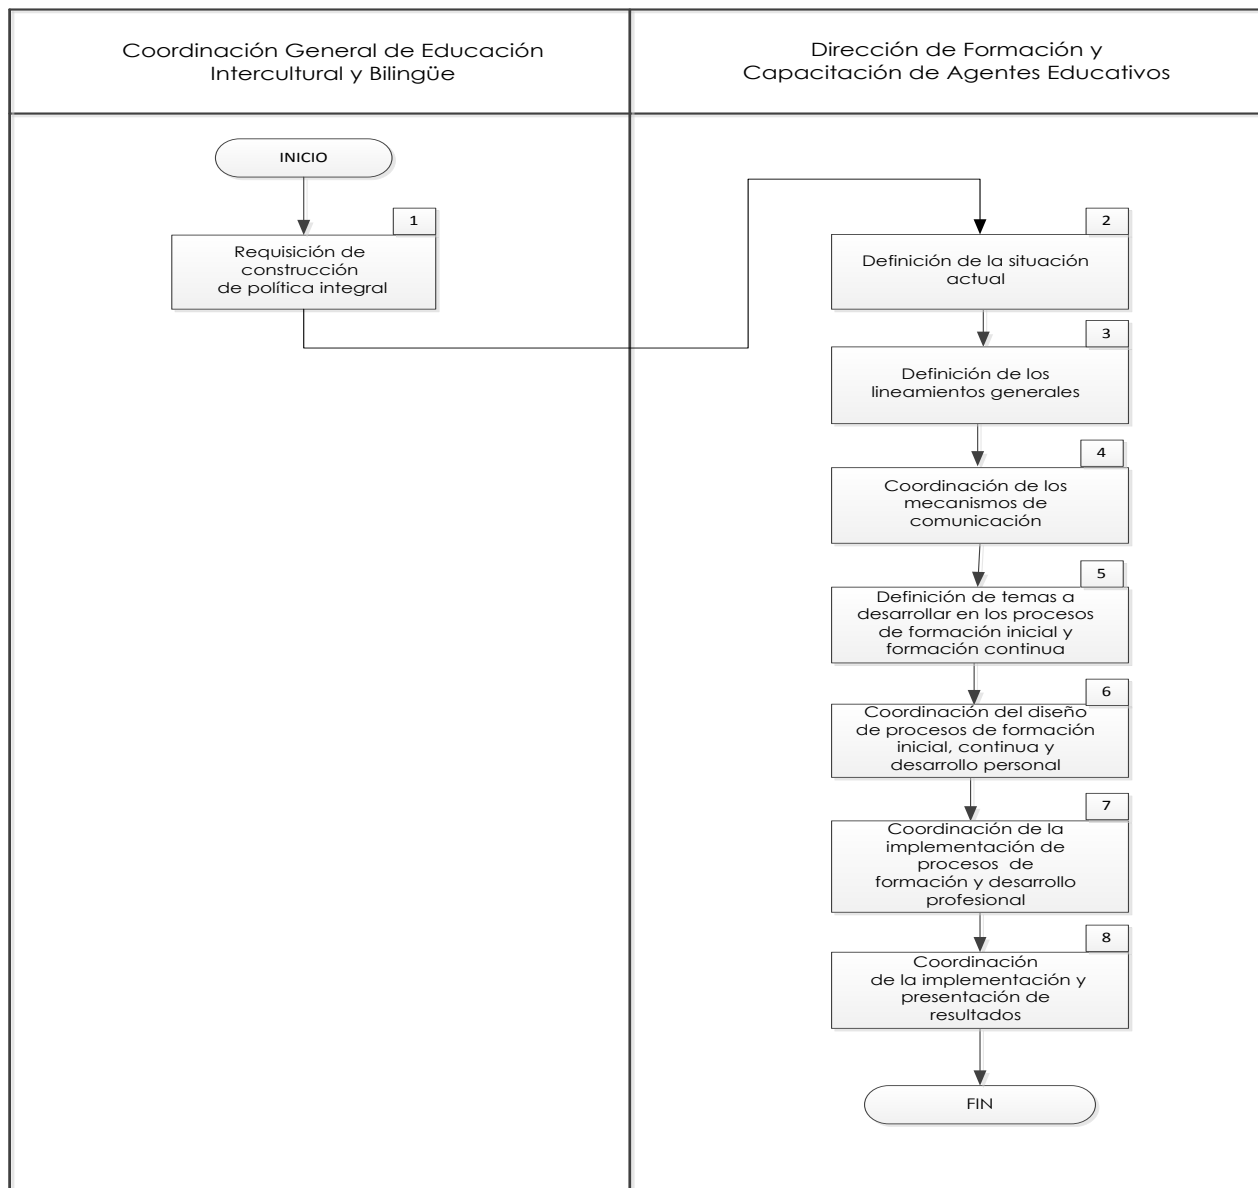 Coordinación General de Educación
Intercultural y Bilingüe
Dirección de Formación y
Capacitación de Agentes Educativos
INICIO
1
Requisición de
construcción
de política integral
2
Definición de la situación
actual
3
Definición de los
lineamientos generales
4
Coordinación de los
mecanismos de
comunicación
5
Definición de temas a
desarrollar en los procesos
de formación inicial y
formación continua
6
Coordinación del diseño
de procesos de formación
inicial, continua y
desarrollo personal
7
Coordinación de la
implementación de
procesos de
formación y desarrollo
profesional
8
Coordinación
de la implementación y
presentación de
resultados
FIN